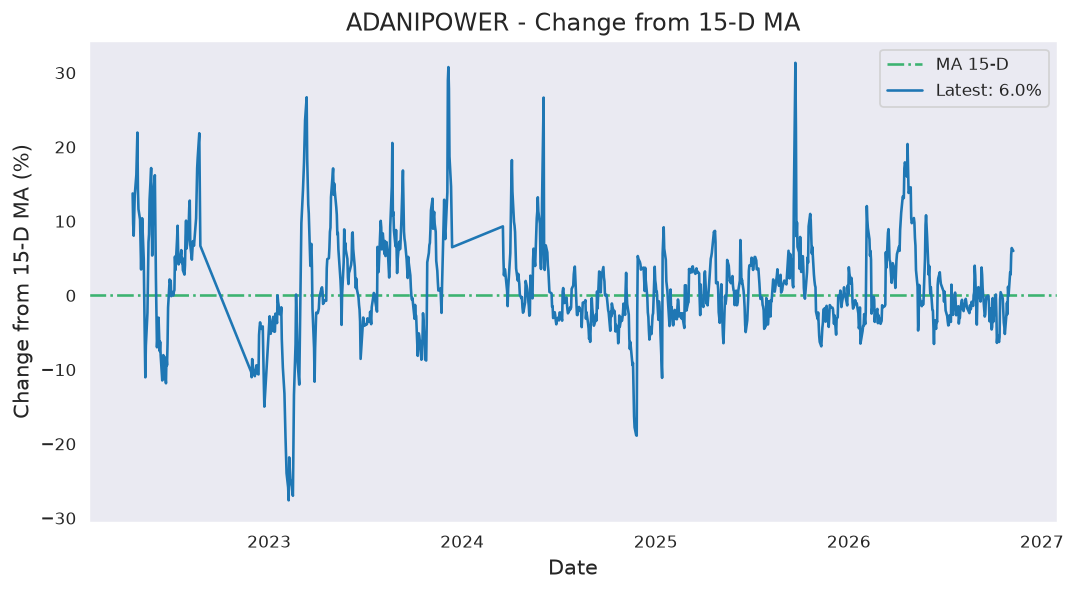 ADANIPOWER - Change from 15-D MA
MA 15-D
Latest: 6.0%
Change from 15-D MA (%)
30
20
10
0
−10
−20
−30
2023
2024
2025
2026
2027
Date